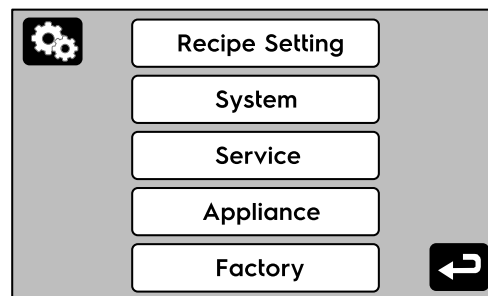 Recipe Setting
System
Service
Appliance
Factory